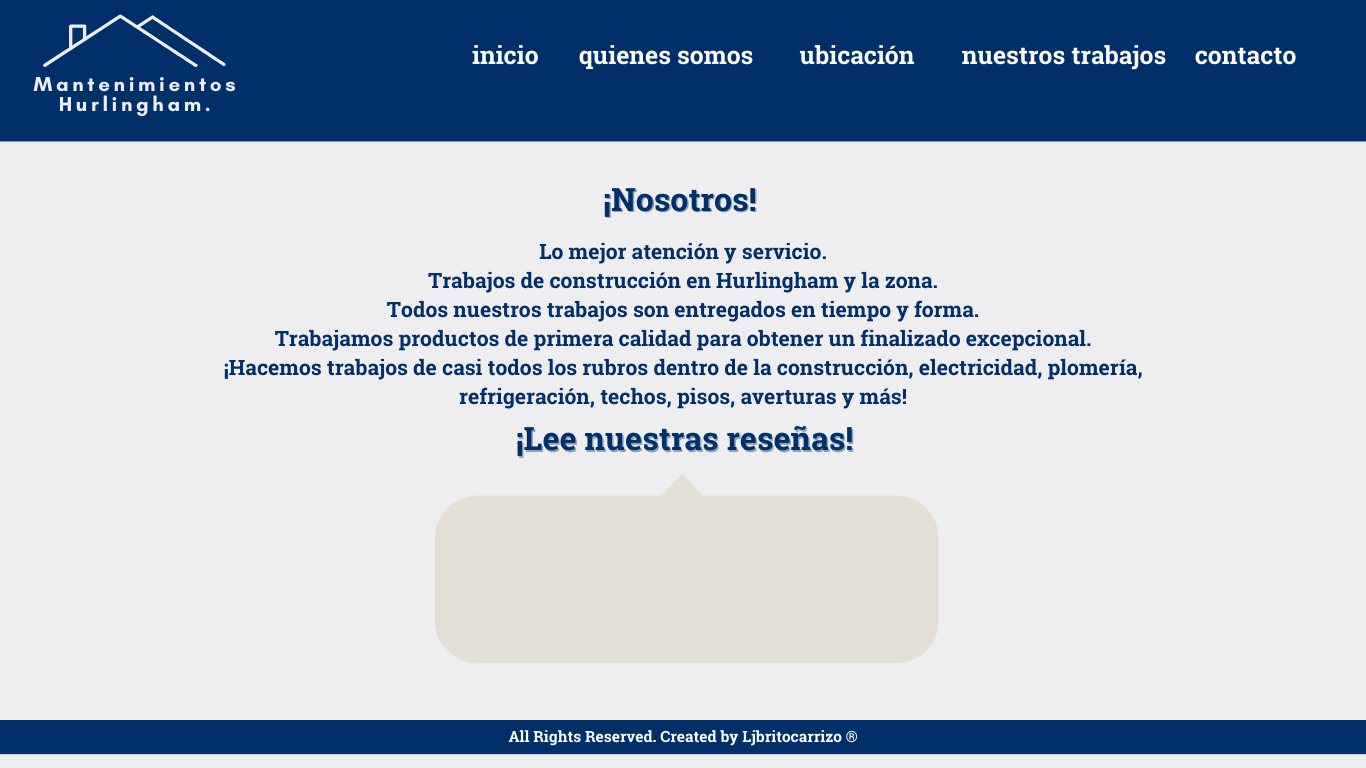 Mantenimientos
Hurlingham.
inicio quienes somos ubicación nuestros trabajos contacto
¡Nosotros!
Lo mejor atención y servicio.
Trabajos de construcción en Hurlingham y la zona.
Todos nuestros trabajos son entregados en tiempo y forma.
Trabajamos productos de primera calidad para obtener un finalizado excepcional.
¡Hacemos trabajos de casi todos los rubros dentro de la construcción, electricidad, plomería,
refrigeración, techos, pisos, averturas y más!
¡Lee nuestras reseñas!
All Rights Reserved. Created by Ljbritocarrizo ®